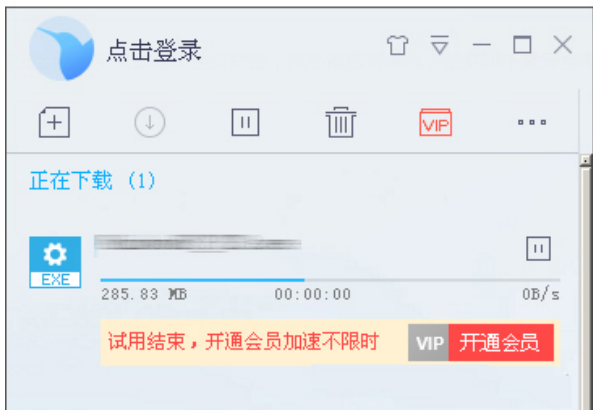 点击登录
VIP
正在下载 (1)
EXE
285.83 MB 00:00:00 0B/s
试用结束，开通会员加速不限时 VIP 开通会员